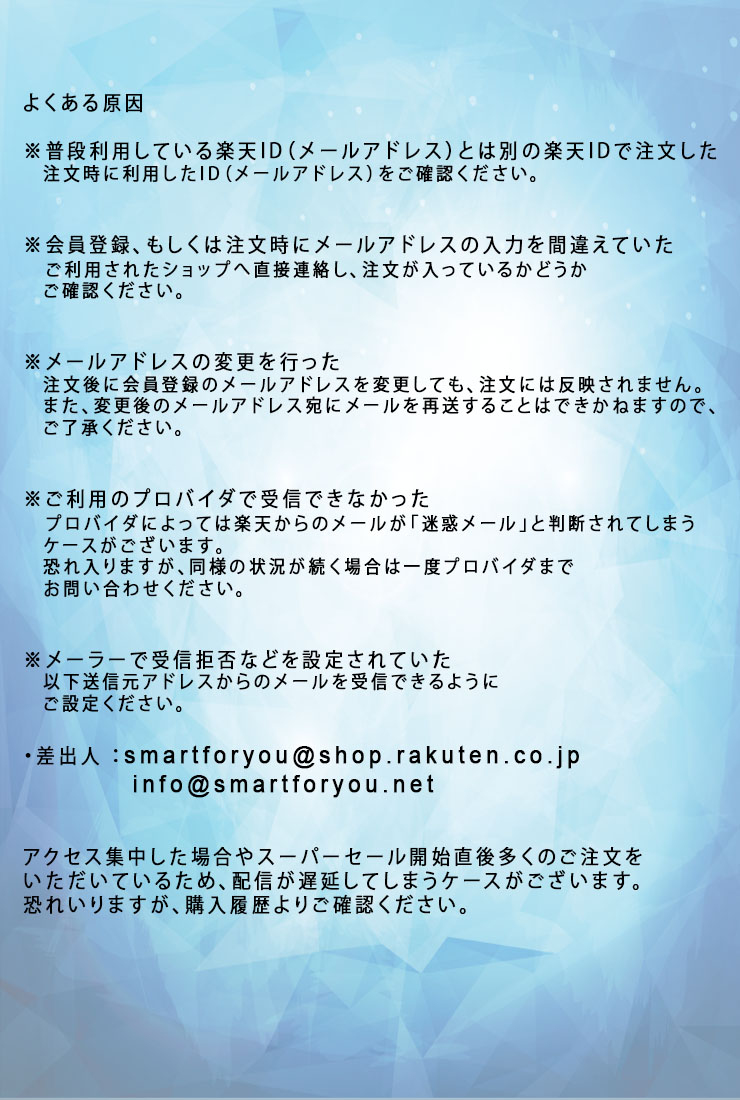 よくある原因
※普段利用している楽天ID（メールアドレス）とは別の楽天IDで注文した
注文時に利用したID（メールアドレス）をご確認ください。
※会員登録、もしくは注文時にメールアドレスの入力を間違えていた
ご利用されたショップへ直接連絡し、注文が入っているかどうか
ご確認ください。
※メールアドレスの変更を行った
注文後に会員登録のメールアドレスを変更しても、注文には反映されません。
また、変更後のメールアドレス宛にメールを再送することはできかねますので、
ご了承ください。
※ご利用のプロバイダで受信できなかった
プロバイダによっては楽天からのメールが「迷惑メール」と判断されてしまう
ケースがございます。
恐れ入りますが、同様の状況が続く場合は一度プロバイダまで
お問い合わせください。
※メーラーで受信拒否などを設定されていた
以下送信元アドレスからのメールを受信できるように
ご設定ください。
・差出人：smartforyou@shop.rakuten.co.jp
info@smartforyou.net
アクセス集中した場合やスーパーセール開始直後多くのご注文を
いただいているため、配信が遅延してしまうケースがございます。
恐れいりますが、購入履歴よりご確認ください。